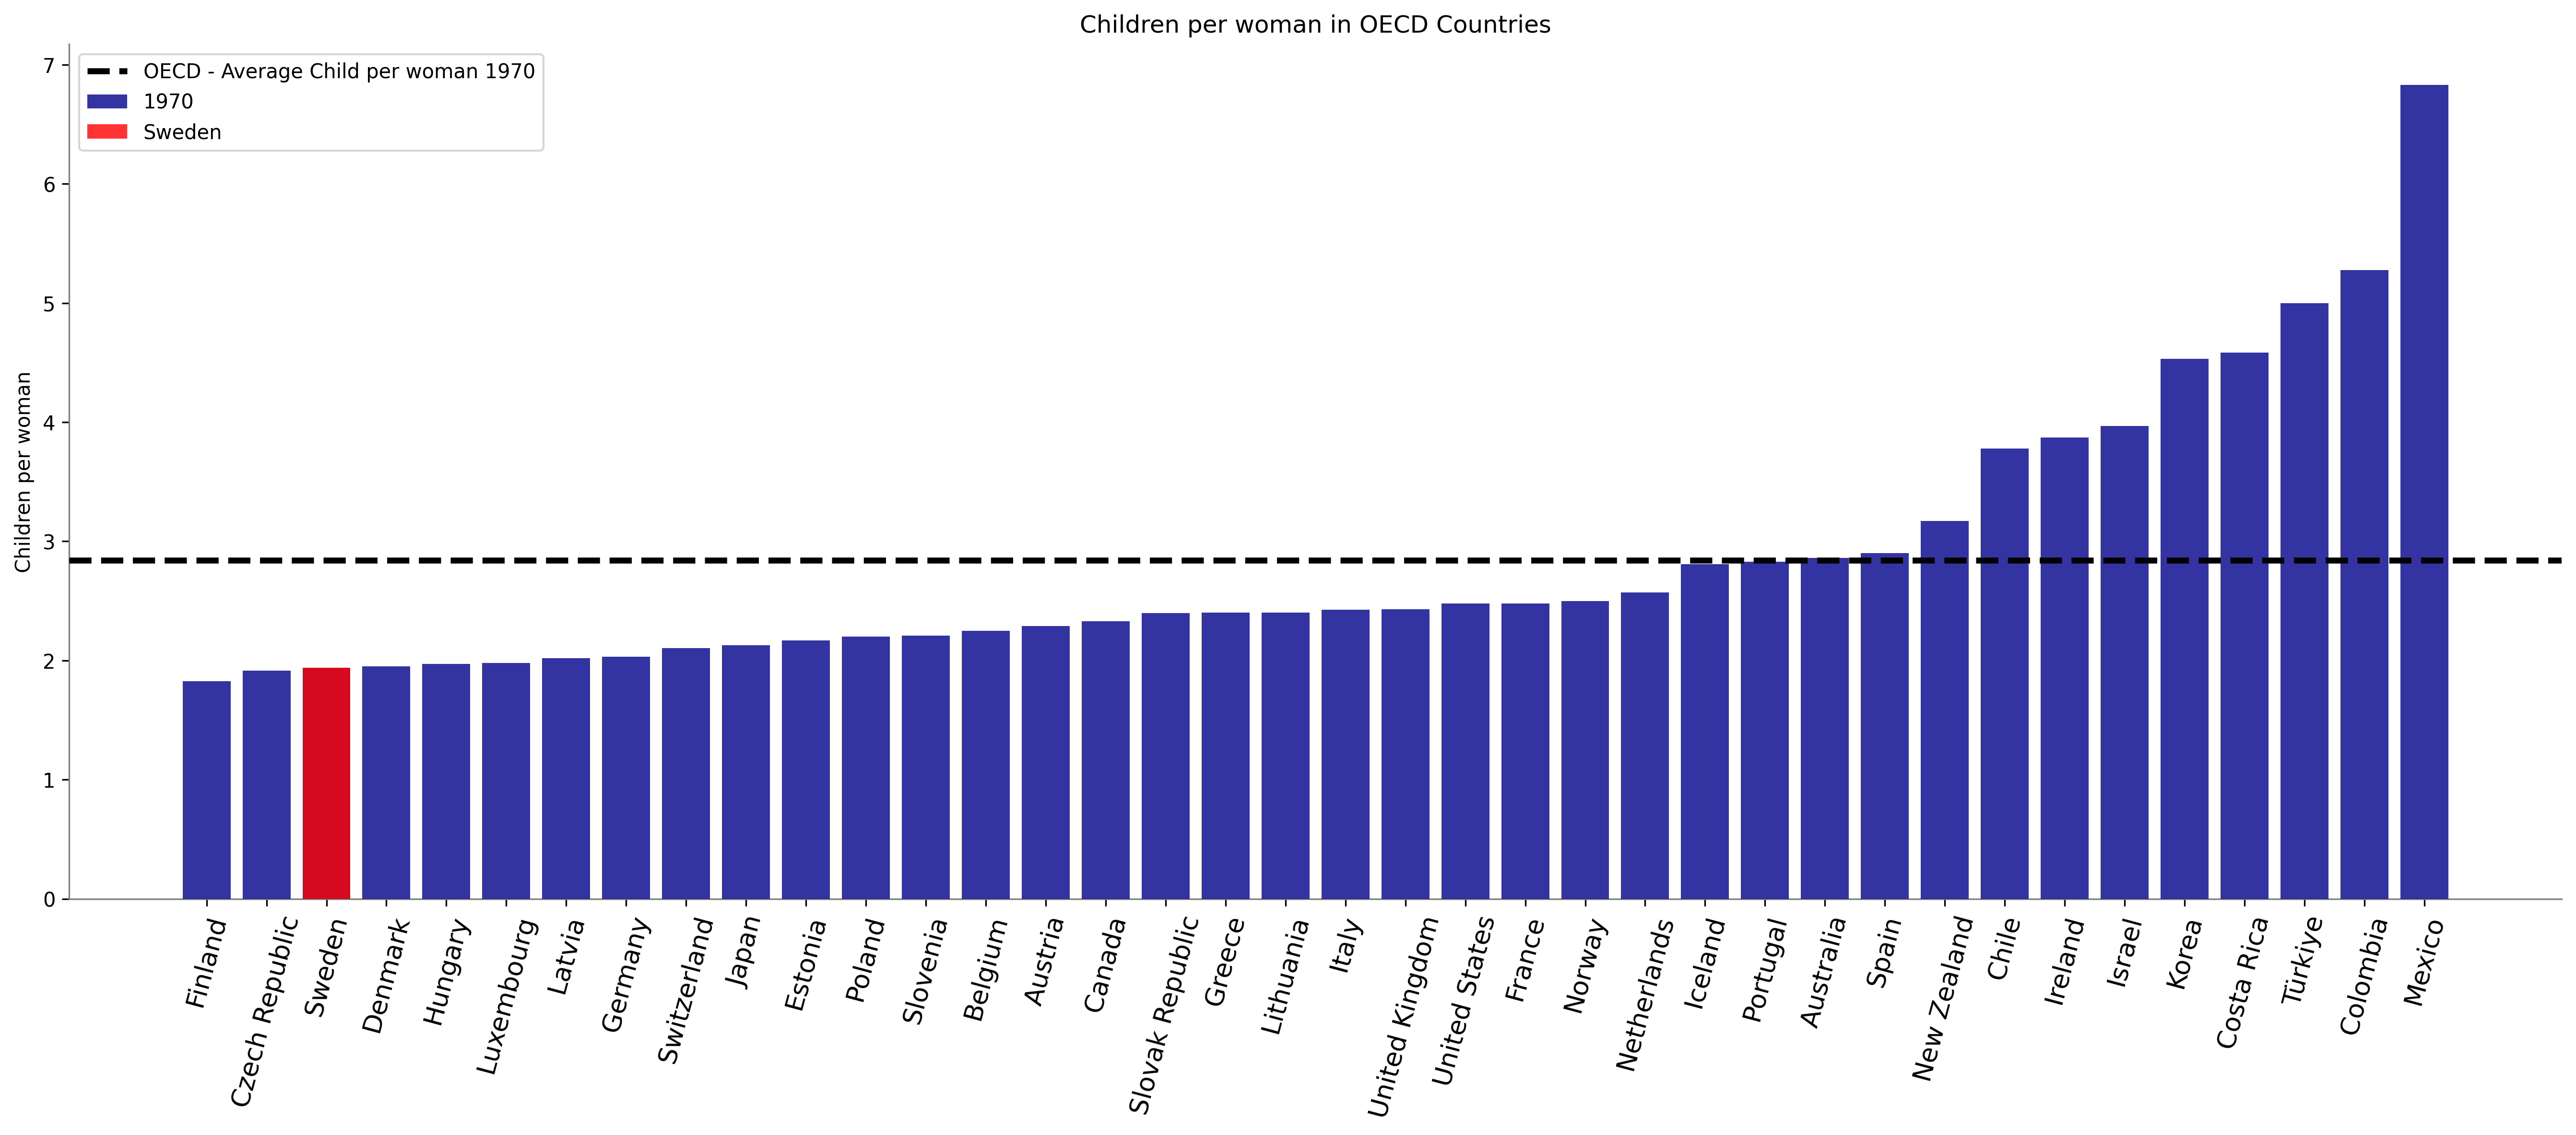 Children per woman in OECD Countries
OECD - Average Child per woman 1970
1970
Sweden
Children per woman
7
6
5
4
3
2
1
0
Finland
Czech Republic
Sweden
Denmark
Hungary
Luxembourg
Latvia
Germany
Switzerland
Japan
Estonia
Poland
Slovenia
Belgium
Austria
Canada
Slovak Republic
Greece
Lithuania
Italy
United Kingdom
United States
France
Norway
Netherlands
Iceland
Portugal
Australia
Spain
New Zealand
Chile
Ireland
Israel
Korea
Costa Rica
Türkiye
Colombia
Mexico